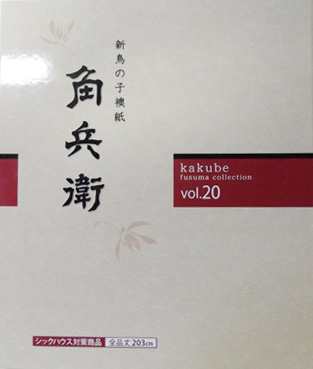 新鳥の子襖紙
角兵衛
kakube
fusuma collection
vol.20
シックハウス対策商品 全品丈203cm